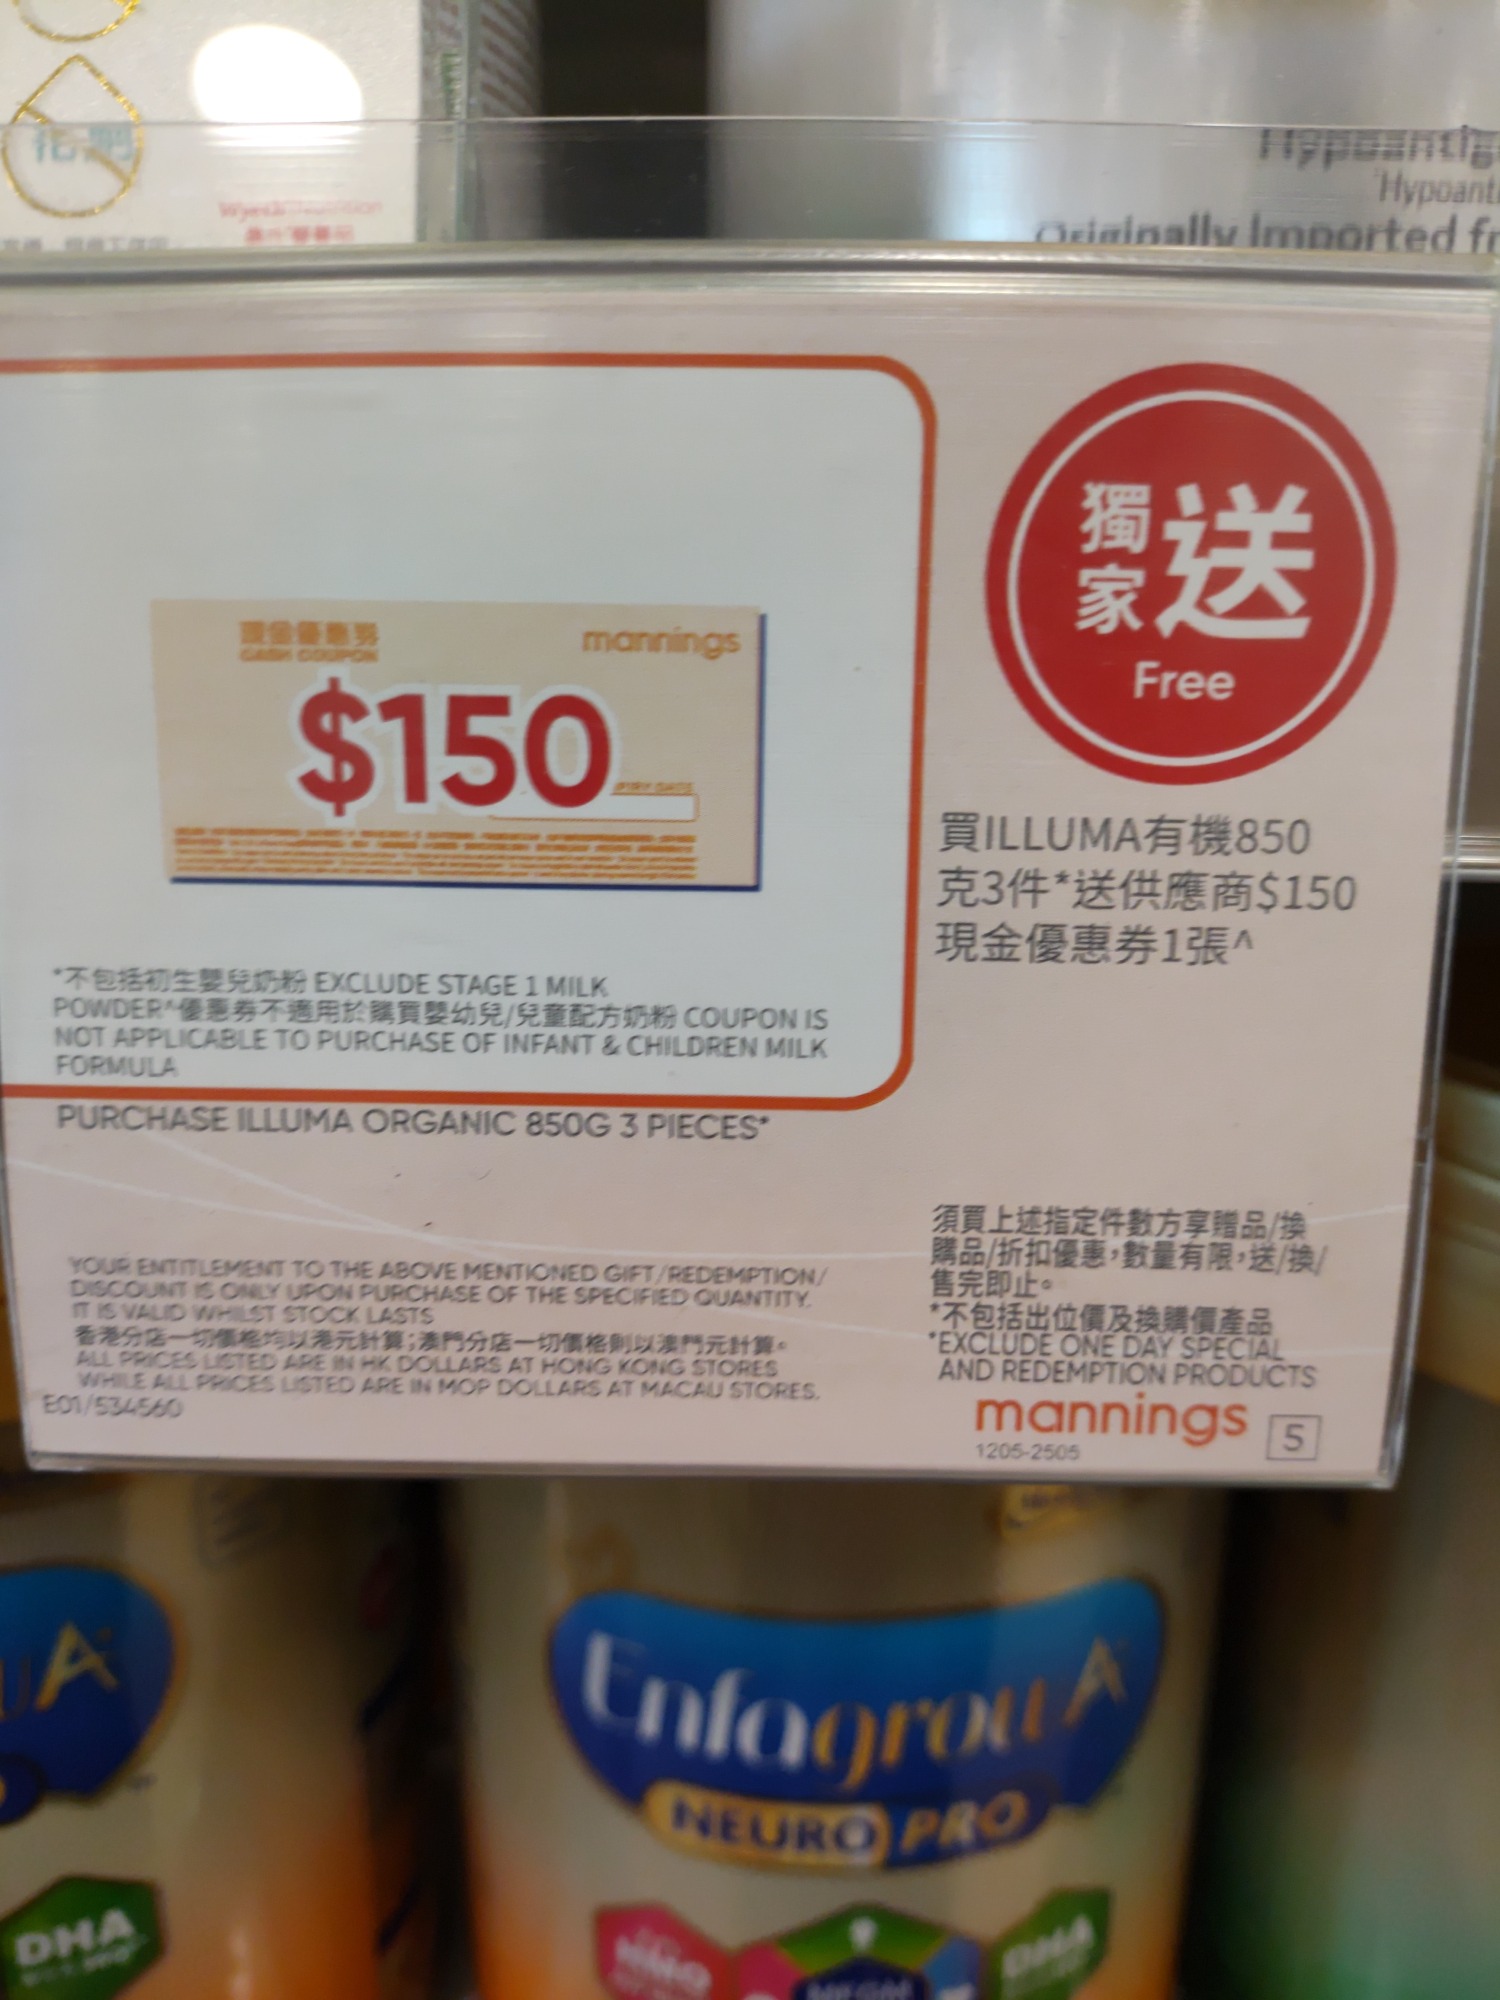 Hypoant
Originally Imported fr
獨家送
Free
現金優惠券
CASH COUPON
mannings
$150
買ILLUMA有機850
克3件*送供應商$150
現金優惠券1張^
*不包括初生嬰兒奶粉 EXCLUDE STAGE 1 MILK
POWDER^優惠券不適用於購買嬰幼兒/兒童配方奶粉 COUPON IS
NOT APPLICABLE TO PURCHASE OF INFANT & CHILDREN MILK
FORMULA
PURCHASE ILLUMA ORGANIC 850G 3 PIECES*
YOUR ENTITLEMENT TO THE ABOVE MENTIONED GIFT/REDEMPTION/
DISCOUNT IS ONLY UPON PURCHASE OF THE SPECIFIED QUANTITY.
IT IS VALID WHILST STOCK LASTS
香港分店一切價格均以港元計算;澳門分店一切價格則以澳門元計算。
ALL PRICES LISTED ARE IN HK DOLLARS AT HONG KONG STORES
WHILE ALL PRICES LISTED ARE IN MOP DOLLARS AT MACAU STORES.
E01/534560
須買上述指定件數方享贈品/換
購品/折扣優惠,數量有限,送/換/
售完即止。
*不包括出位價及換購價產品
*EXCLUDE ONE DAY SPECIAL
AND REDEMPTION PRODUCTS
mannings
1205-2505
5
Enfagrow A+
NEURO PRO
DHA
HMO
MFGM
DHA